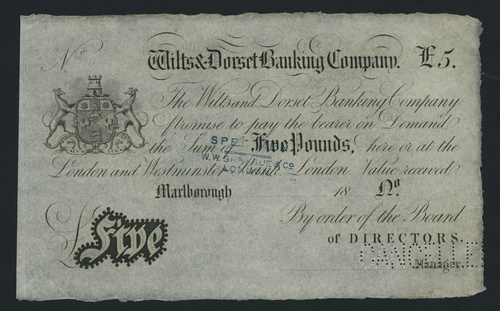 No. Wilts & Dorset Banking Company. £5.
The Wilts and Dorset Banking Company
promise to pay the bearer on Demand
the Sum of Five Pounds, here or at the
London and Westminster Bank London Value received
Marlborough 18 No.
By order of the Board
of DIRECTORS.
£Five
Manager.
SPE
W.W. & CO
LONDON
CANCELLED